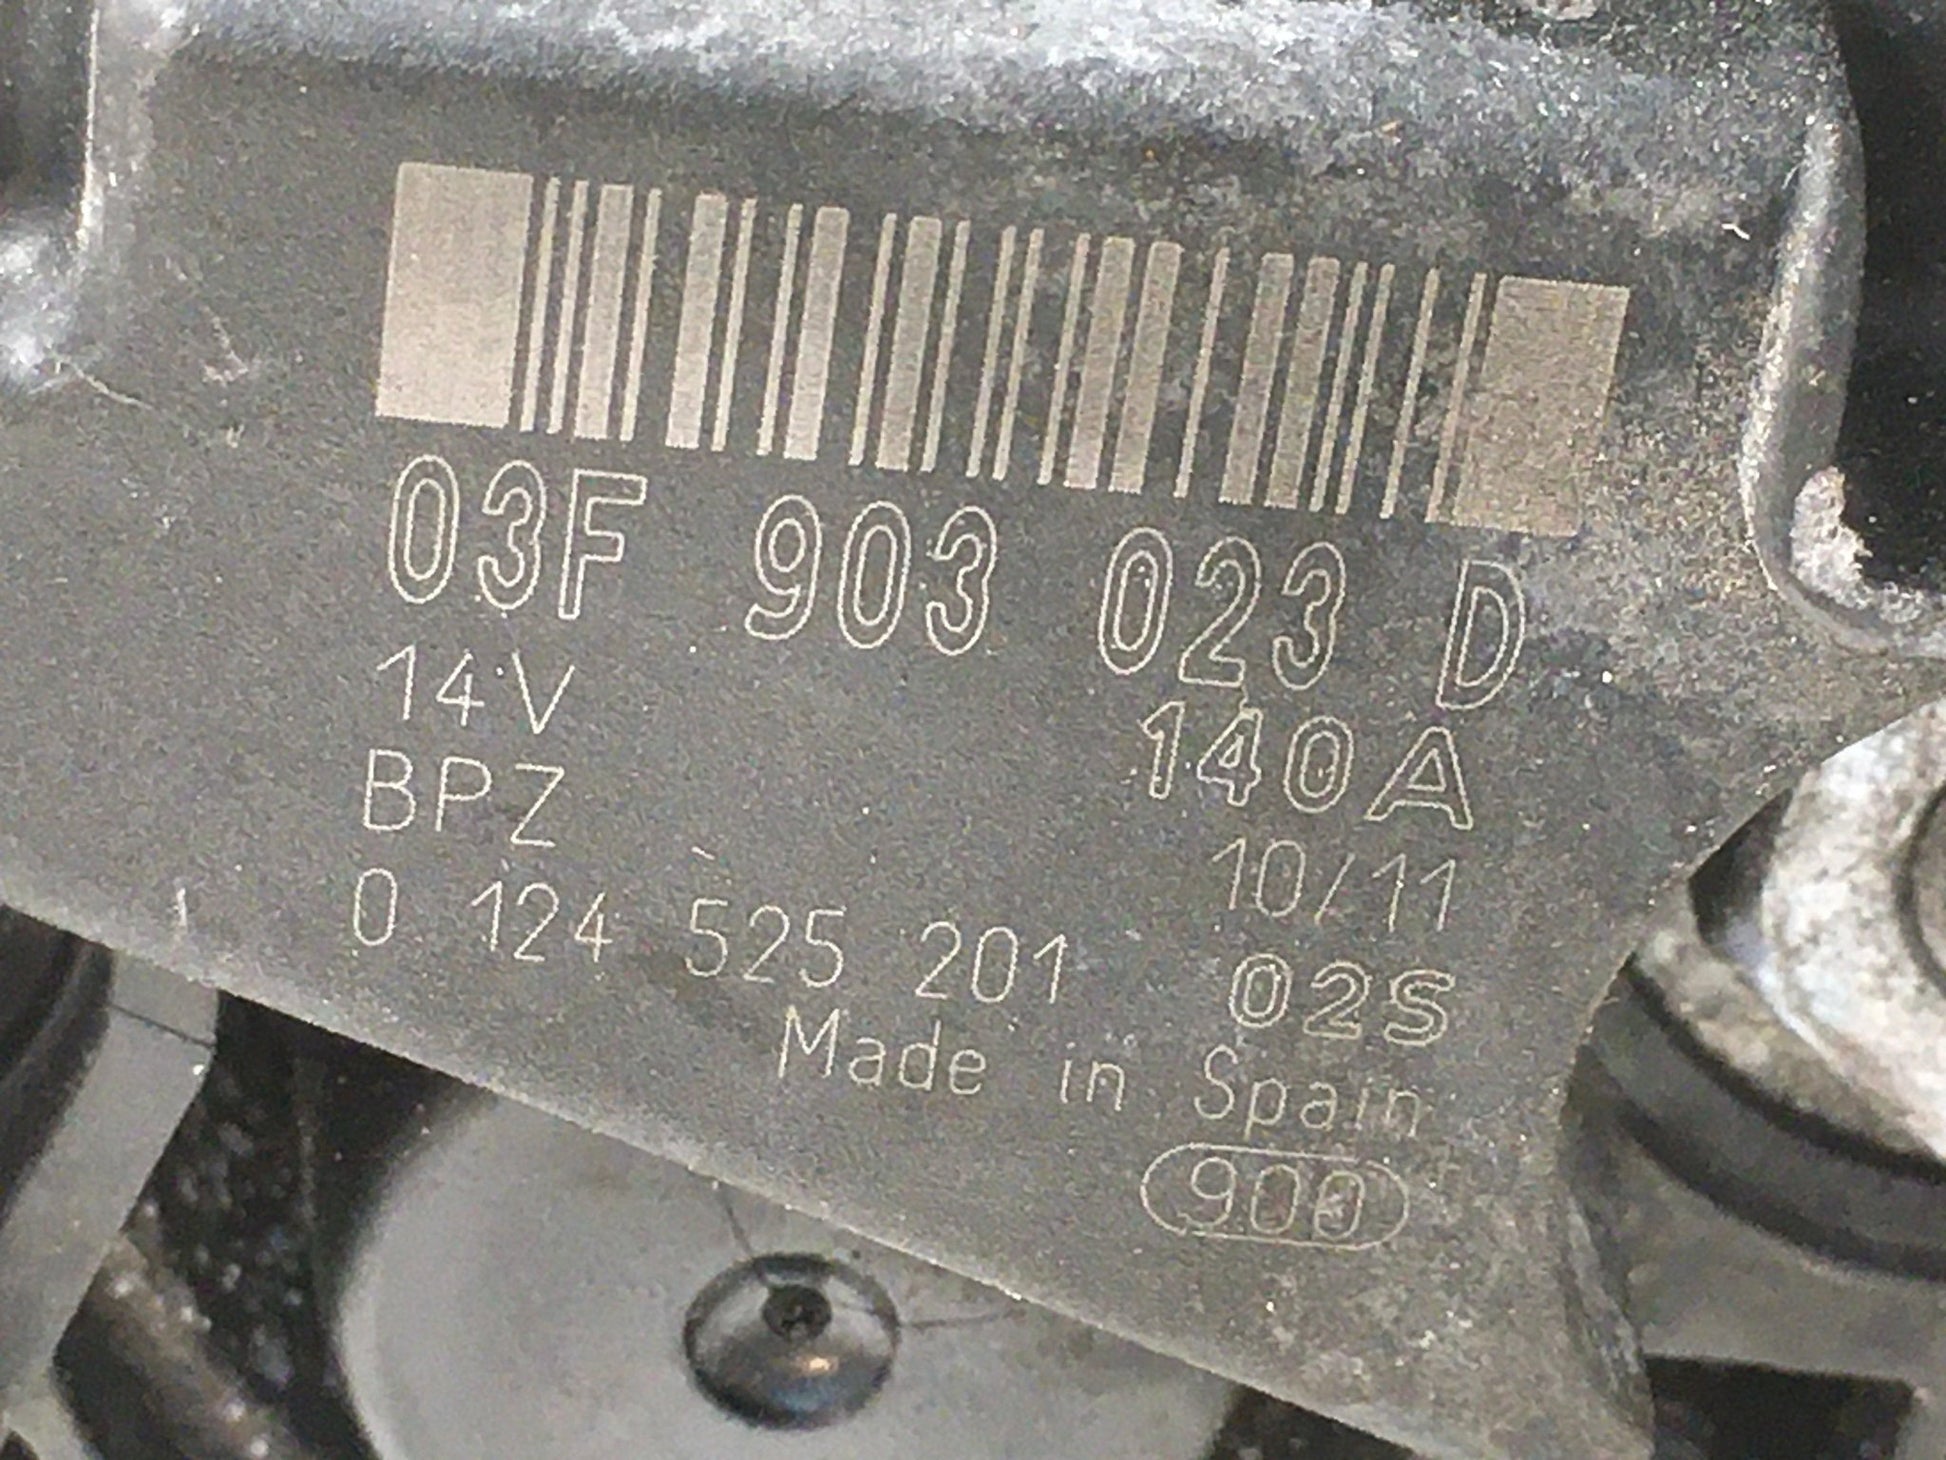 03F 903 023 D
14V 140A
BPZ 10/11
0 124 525 201 02S
Made in Spain
900